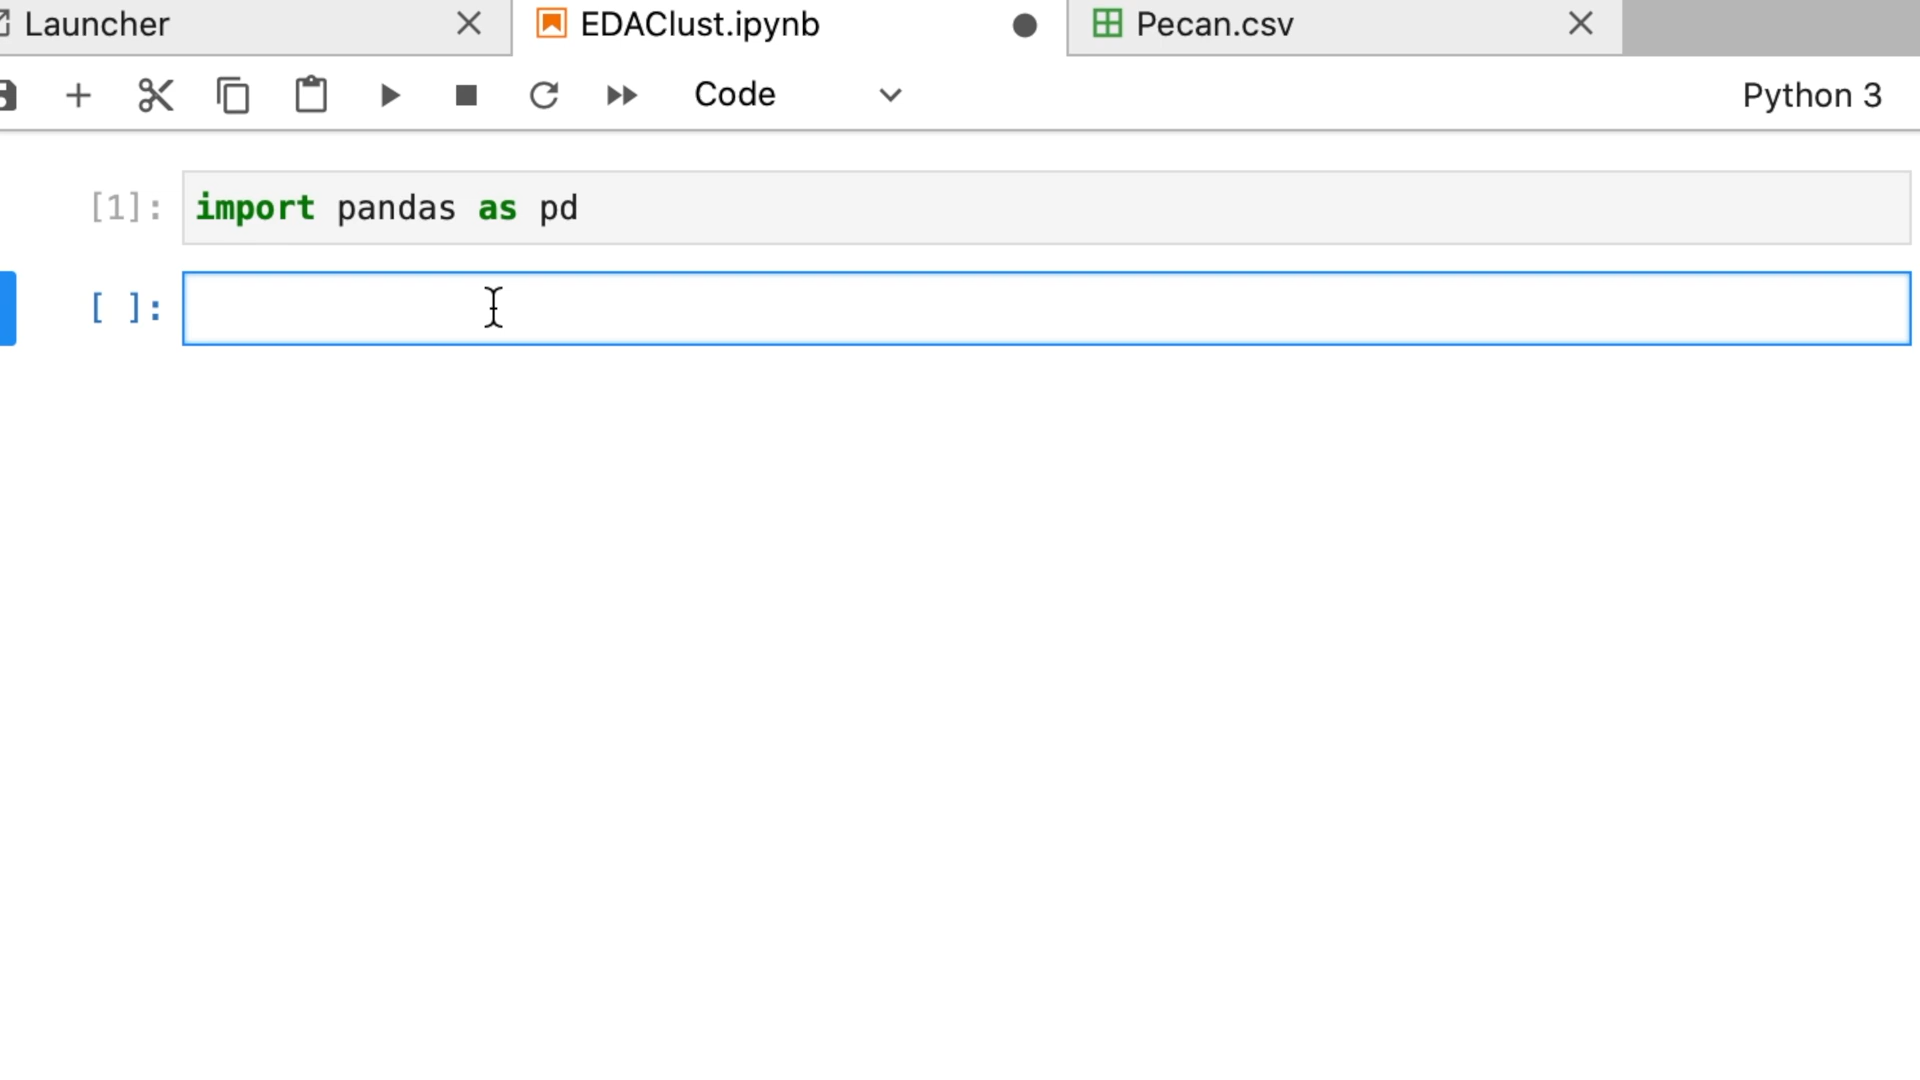 Launcher EDAClust.ipynb Pecan.csv
Code Python 3
[1]: import pandas as pd
[ ]: